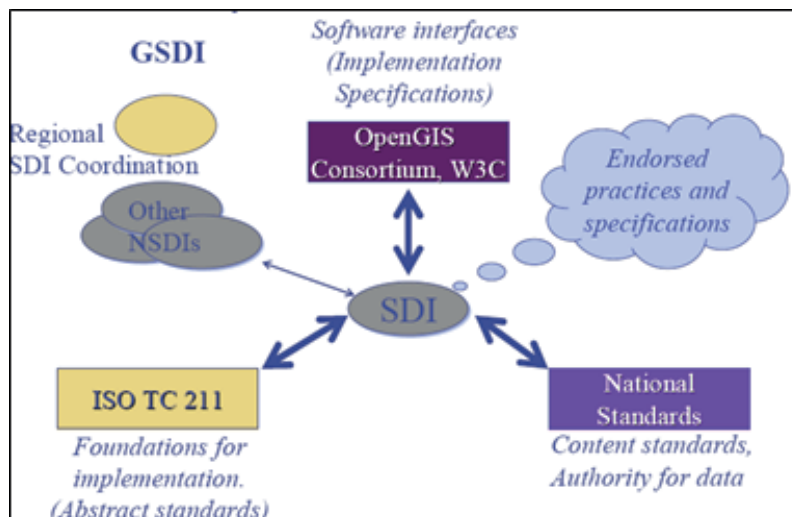 GSDI
Regional
SDI Coordination
Other
NSDIs
Software interfaces
(Implementation
Specifications)
OpenGIS
Consortium, W3C
Endorsed
practices and
specifications
SDI
ISO TC 211
Foundations for
implementation.
(Abstract standards)
National
Standards
Content standards,
Authority for data